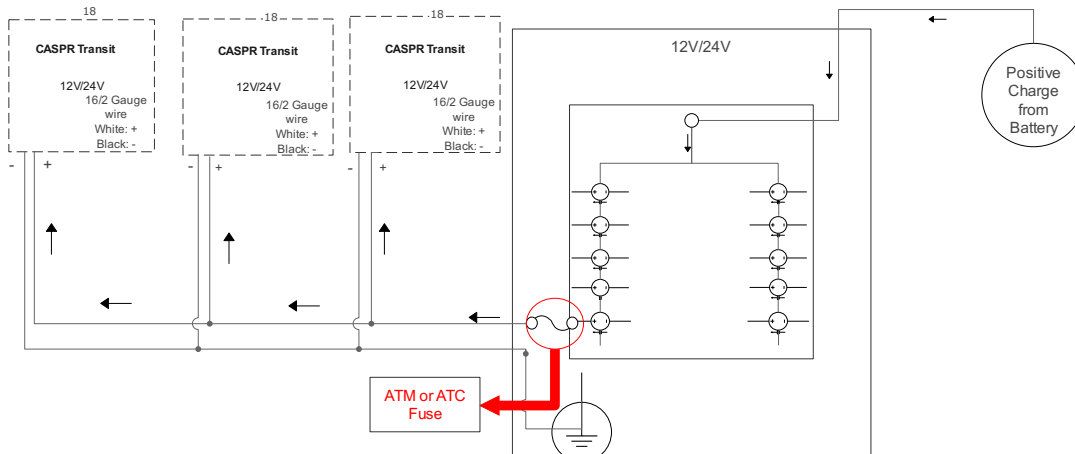 18
CASPR Transit
12V/24V
16/2 Gauge
wire
White: +
Black: -
- +
18
CASPR Transit
12V/24V
16/2 Gauge
wire
White: +
Black: -
- +
18
CASPR Transit
12V/24V
16/2 Gauge
wire
White: +
Black: -
- +
12V/24V
Positive
Charge
from
Battery
ATM or ATC
Fuse